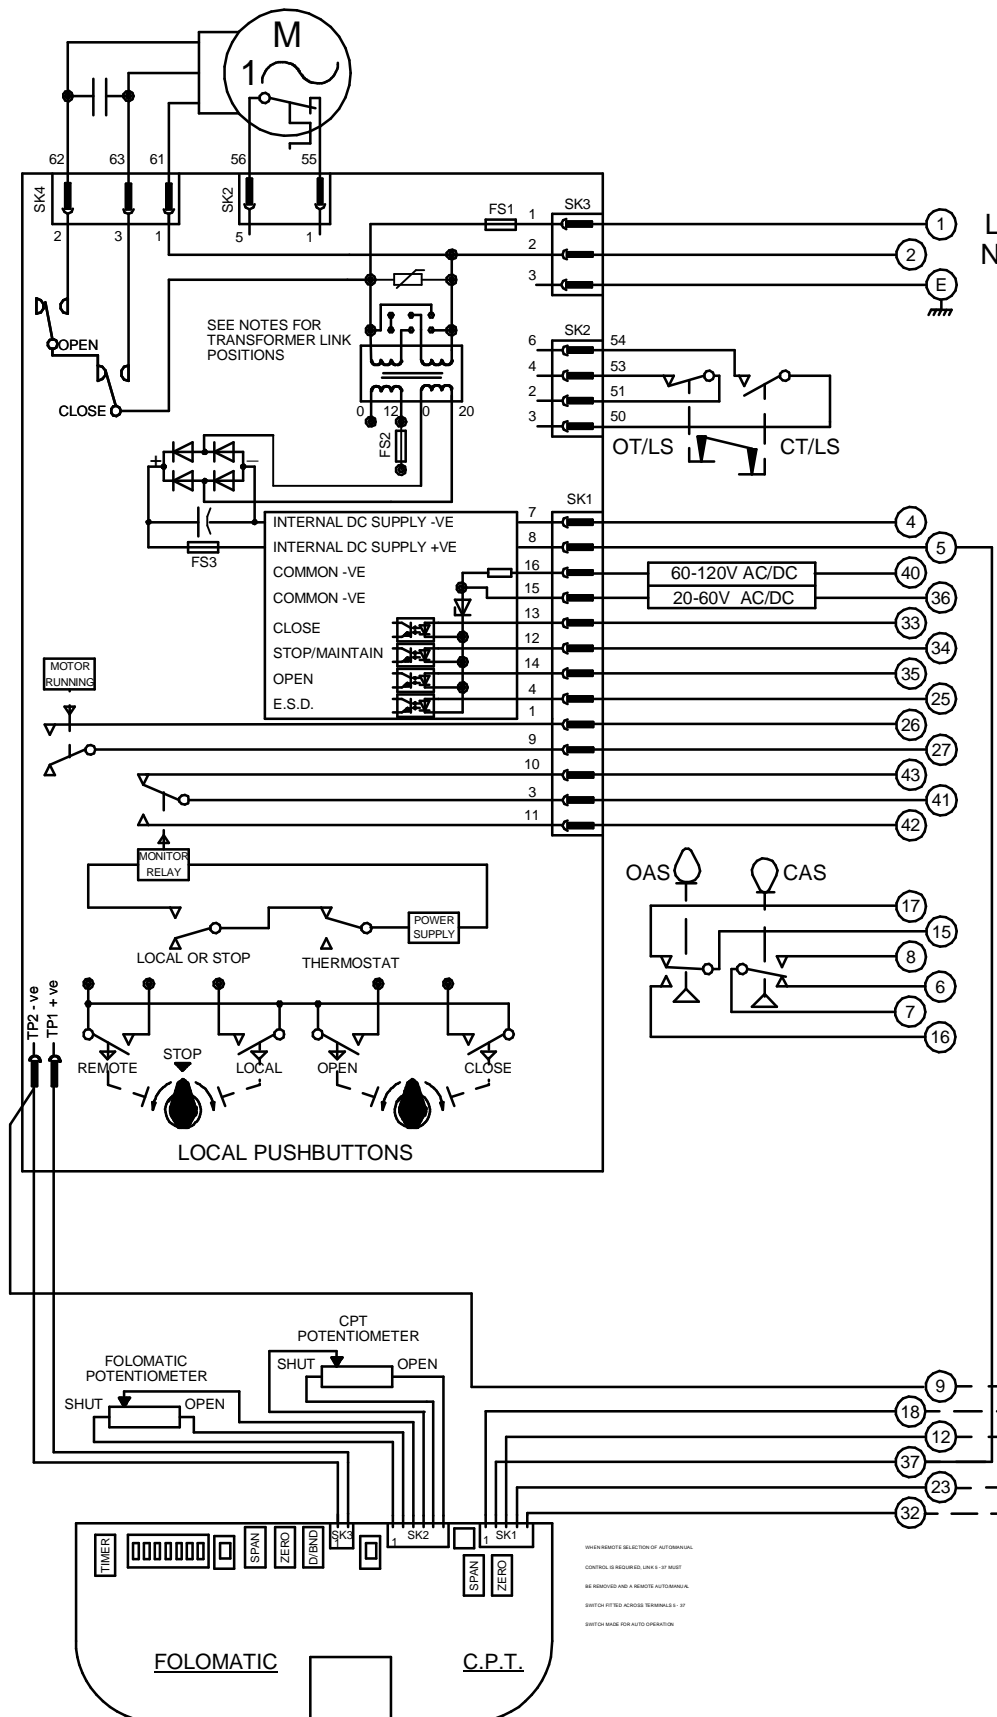 M
1
62 63 61 56 55
SK4
SK2
2 3 1 5 1
FS1
1
SK3
1
L
2
2
N
3
E
SEE NOTES FOR
TRANSFORMER LINK
POSITIONS
OPEN
CLOSE
0 12 0 20
FS2
SK2
6 54
4 53
2 51
3 50
OT/LS
CT/LS
+
−
FS3
SK1
INTERNAL DC SUPPLY -VE 7 4
INTERNAL DC SUPPLY +VE 8 5
COMMON -VE 16 60-120V AC/DC 40
COMMON -VE 15 20-60V AC/DC 36
CLOSE 13 33
STOP/MAINTAIN 12 34
OPEN 14 35
E.S.D. 4 25
MOTOR
RUNNING
1 26
9 27
10 43
3 41
11 42
MONITOR
RELAY
POWER
SUPPLY
LOCAL OR STOP
THERMOSTAT
OAS
CAS
17
15
8
6
7
16
TP2 - ve
TP1 + ve
REMOTE
STOP
LOCAL
OPEN
CLOSE
LOCAL PUSHBUTTONS
CPT
POTENTIOMETER
SHUT
OPEN
FOLOMATIC
POTENTIOMETER
SHUT
OPEN
9
18
12
37
23
32
TIMER
SPAN
ZERO
D/BND
SK3
1
SK2
1
SK1
1
SPAN
ZERO
WHEN REMOTE SELECTION OF AUTO/MANUAL
CONTROL IS REQUIRED, LINK 5 - 37 MUST
BE REMOVED AND A REMOTE AUTO/MANUAL
SWITCH FITTED ACROSS TERMINALS 5 - 37
SWITCH MADE FOR AUTO OPERATION
FOLOMATIC
C.P.T.